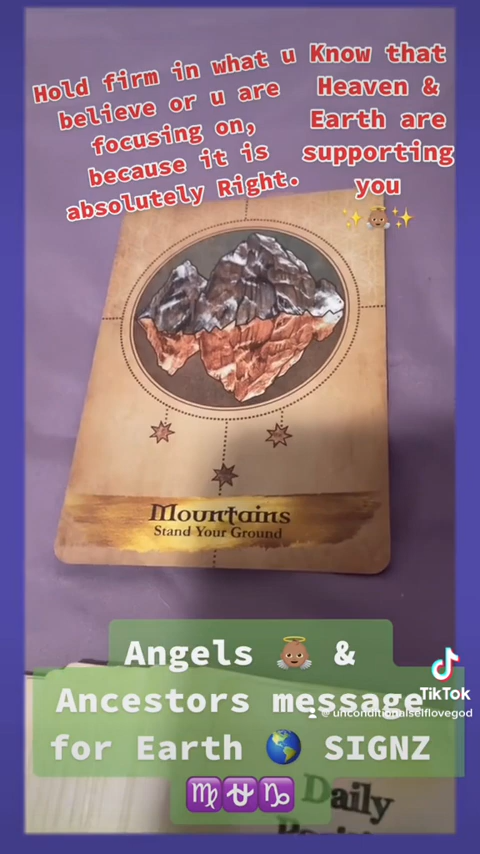 Hold firm in what u
believe or u are
focusing on,
because it is
absolutely Right.
Know that
Heaven &
Earth are
supporting
you
✨👼🏽✨
Mountains
Stand Your Ground
Angels 👼🏽 &
Ancestors message
for Earth 🌎 SIGNZ
♍⛎♑
TikTok
@unconditionalselflovegod
Daily